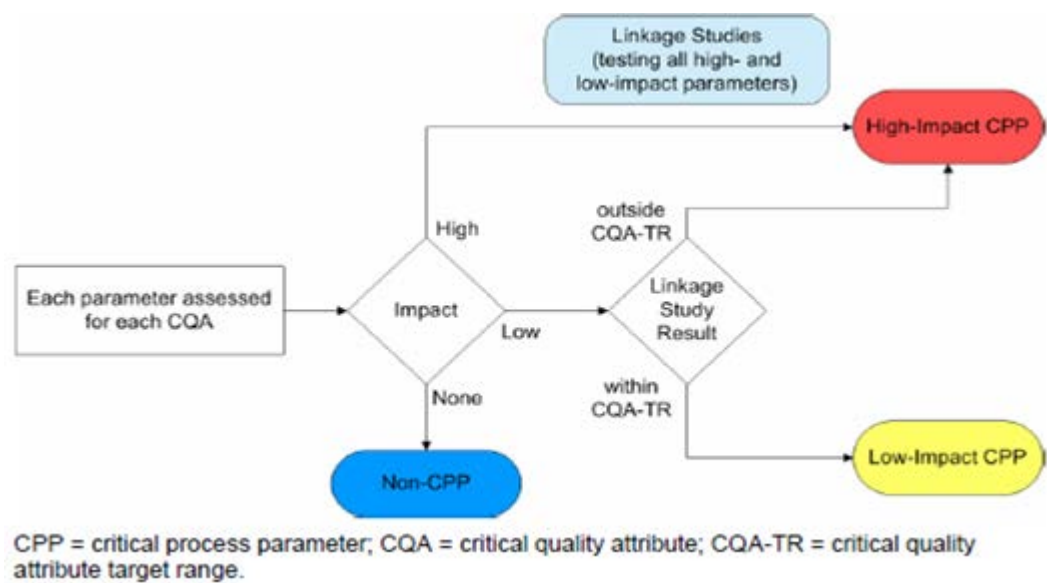 Linkage Studies
(testing all high- and
low-impact parameters)
High-Impact CPP
outside
CQA-TR
High
Each parameter assessed
for each CQA
Impact
Linkage
Study
Result
Low
None
within
CQA-TR
Non-CPP
Low-Impact CPP
CPP = critical process parameter; CQA = critical quality attribute; CQA-TR = critical quality
attribute target range.